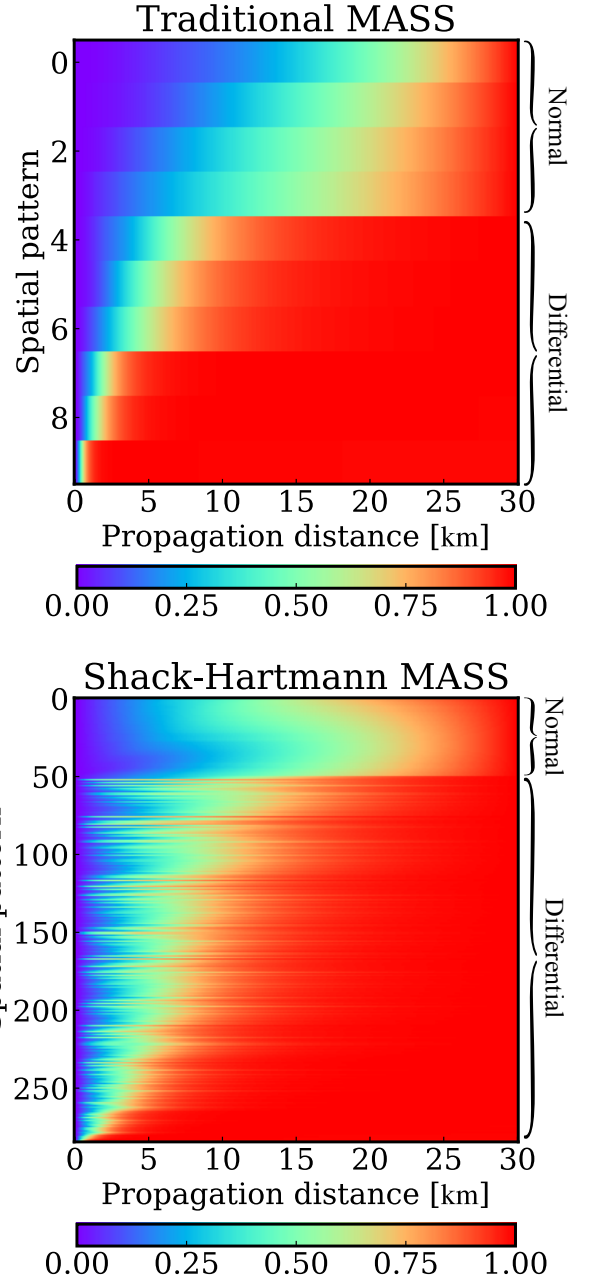 Traditional MASS
0
2
4
6
8
Spatial pattern
Normal
Differential
0 5 10 15 20 25 30
Propagation distance [km]
0.00 0.25 0.50 0.75 1.00
Shack-Hartmann MASS
0
50
100
150
200
250
Normal
Differential
0 5 10 15 20 25 30
Propagation distance [km]
0.00 0.25 0.50 0.75 1.00